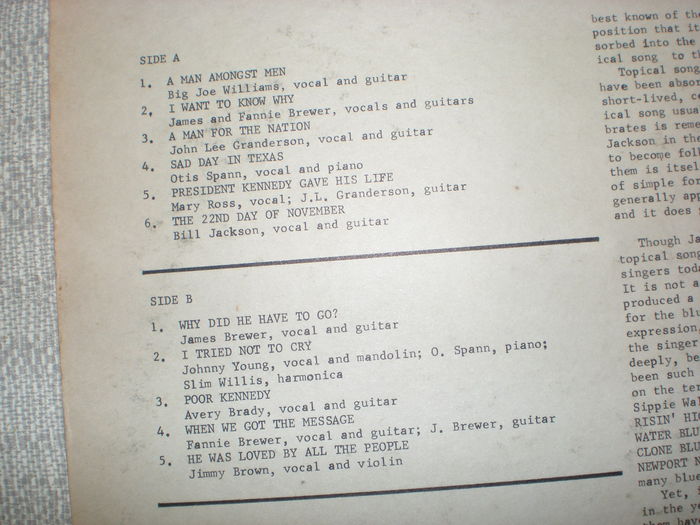 SIDE A
1. A MAN AMONGST MEN
Big Joe Williams, vocal and guitar
2, I WANT TO KNOW WHY
James and Fannie Brewer, vocals and guitars
3. A MAN FOR THE NATION
John Lee Granderson, vocal and guitar
4. SAD DAY IN TEXAS
Otis Spann, vocal and piano
5. PRESIDENT KENNEDY GAVE HIS LIFE
Mary Ross, vocal; J.L. Granderson, guitar
6. THE 22ND DAY OF NOVEMBER
Bill Jackson, vocal and guitar
SIDE B
1. WHY DID HE HAVE TO GO?
James Brewer, vocal and guitar
2. I TRIED NOT TO CRY
Johnny Young, vocal and mandolin; O. Spann, piano;
Slim Willis, harmonica
3. POOR KENNEDY
Avery Brady, vocal and guitar
4. WHEN WE GOT THE MESSAGE
Fannie Brewer, vocal and guitar; J. Brewer, guitar
5. HE WAS LOVED BY ALL THE PEOPLE
Jimmy Brown, vocal and violin
best known of
position that it
sorbed into the
ical song to
Topical song
have been absor
short-lived,
ical song usua
brates is reme
Jackson in the
to become fol
them is itsel
of simple for
generally app
and it does
Though Ja
topical song
singers toda
It is not a
produced a
for the blu
expression,
the singer
deeply, be
been such
on the ter
Sippie Wal
RISIN' HIG
WATER BLU
CLONE BLU
NEWPORT N
many blue
Yet,
in the y